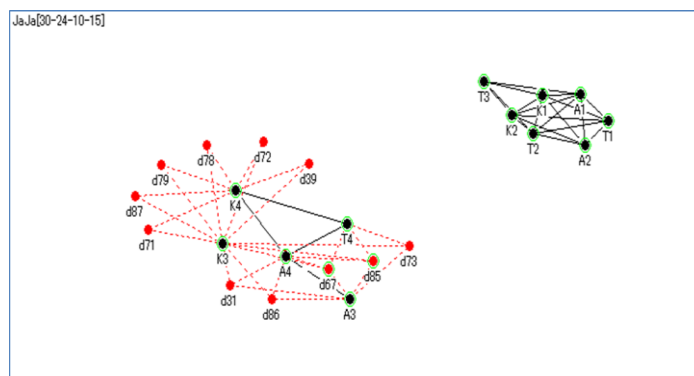 JaJa[30-24-10-15]
T3
K1
A1
K2
T2
T1
A2
d78
d72
d79
d39
d87
K4
d71
T4
K3
A4
d67
d85
d73
d31
d86
A3